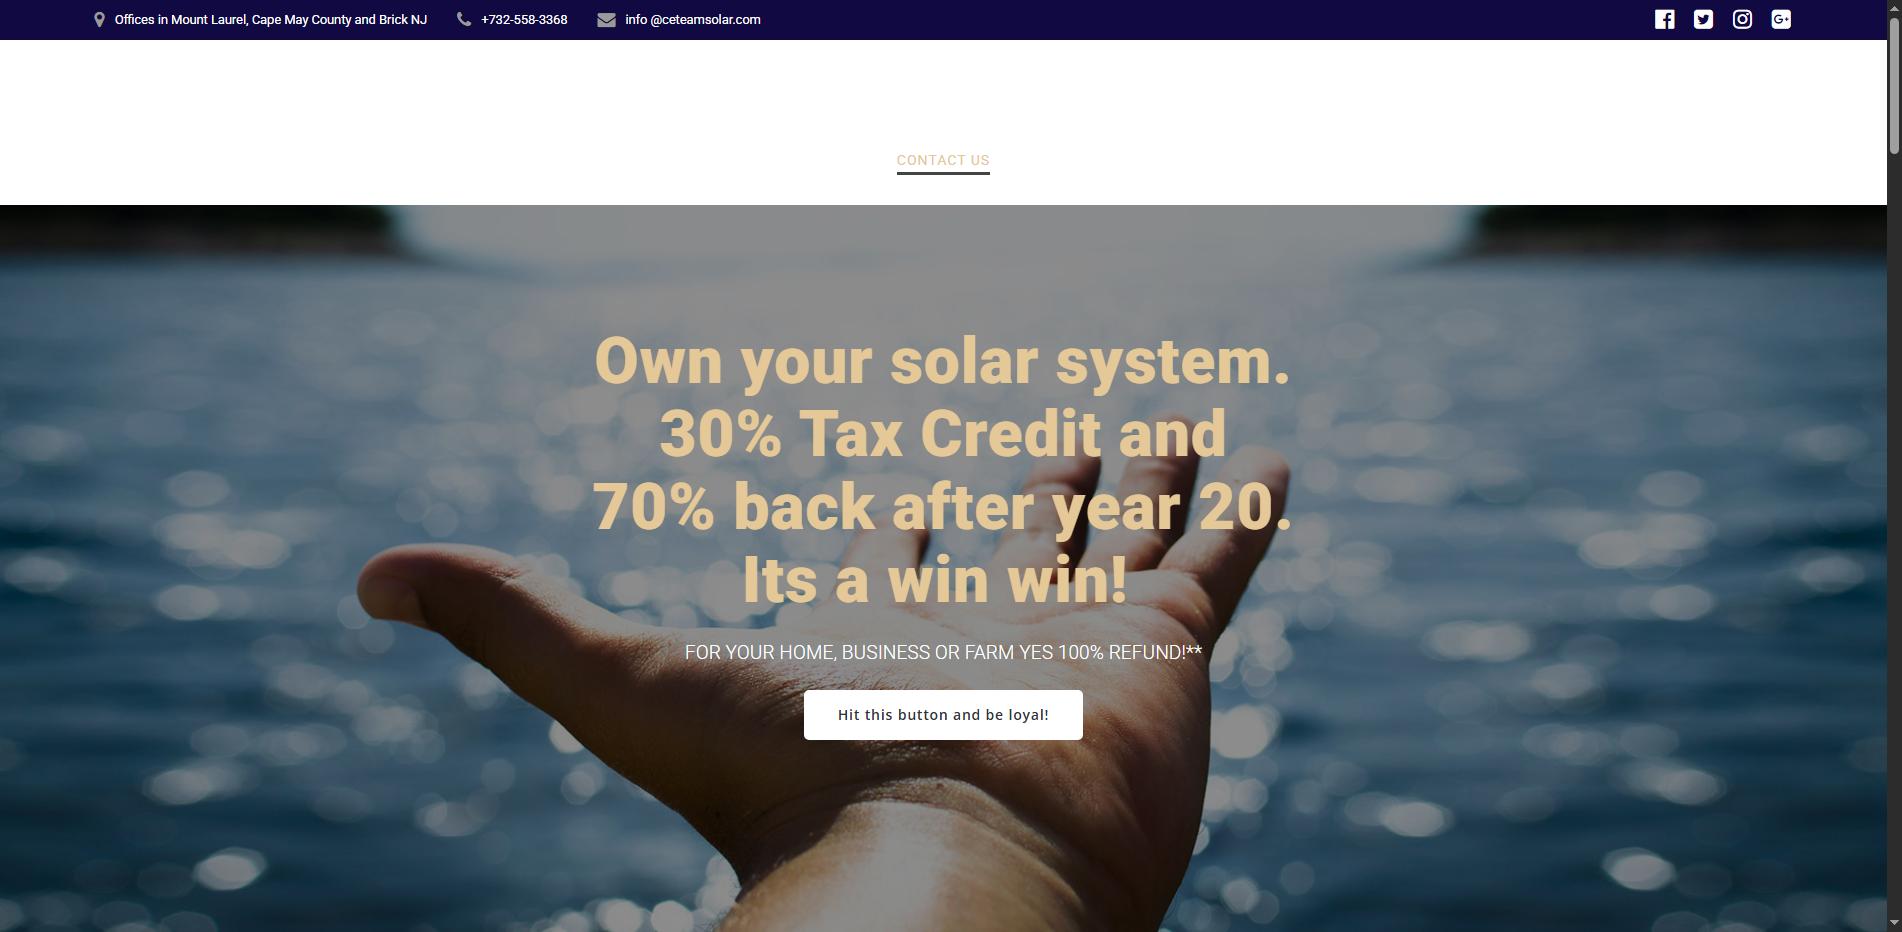 Offices in Mount Laurel, Cape May County and Brick NJ
+732-558-3368
info @ceteamsolar.com
CONTACT US
Own your solar system.
30% Tax Credit and
70% back after year 20.
Its a win win!
FOR YOUR HOME, BUSINESS OR FARM YES 100% REFUND!**
Hit this button and be loyal!